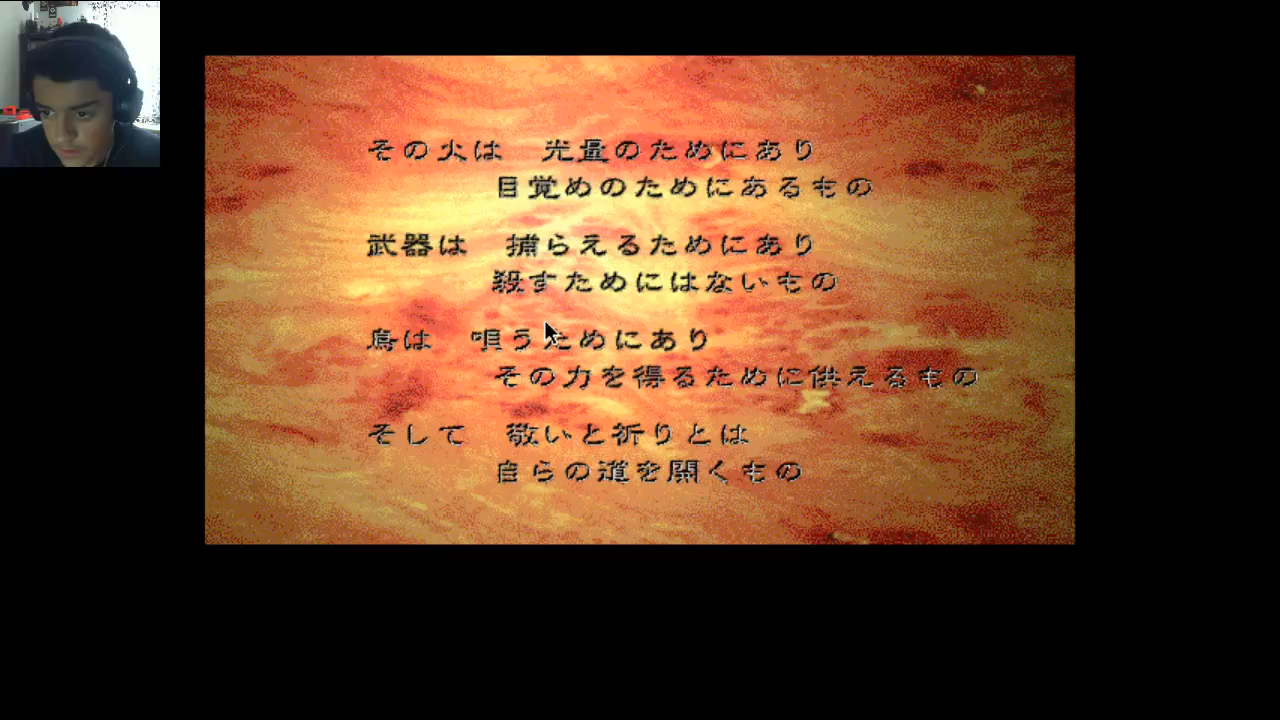 その火は　光量のためにあり
目覚めのためにあるもの
武器は　捕らえるためにあり
殺すためにはないもの
鳥は　唄うためにあり
その力を得るために供えるもの
そして　敬いと祈りとは
自らの道を開くもの